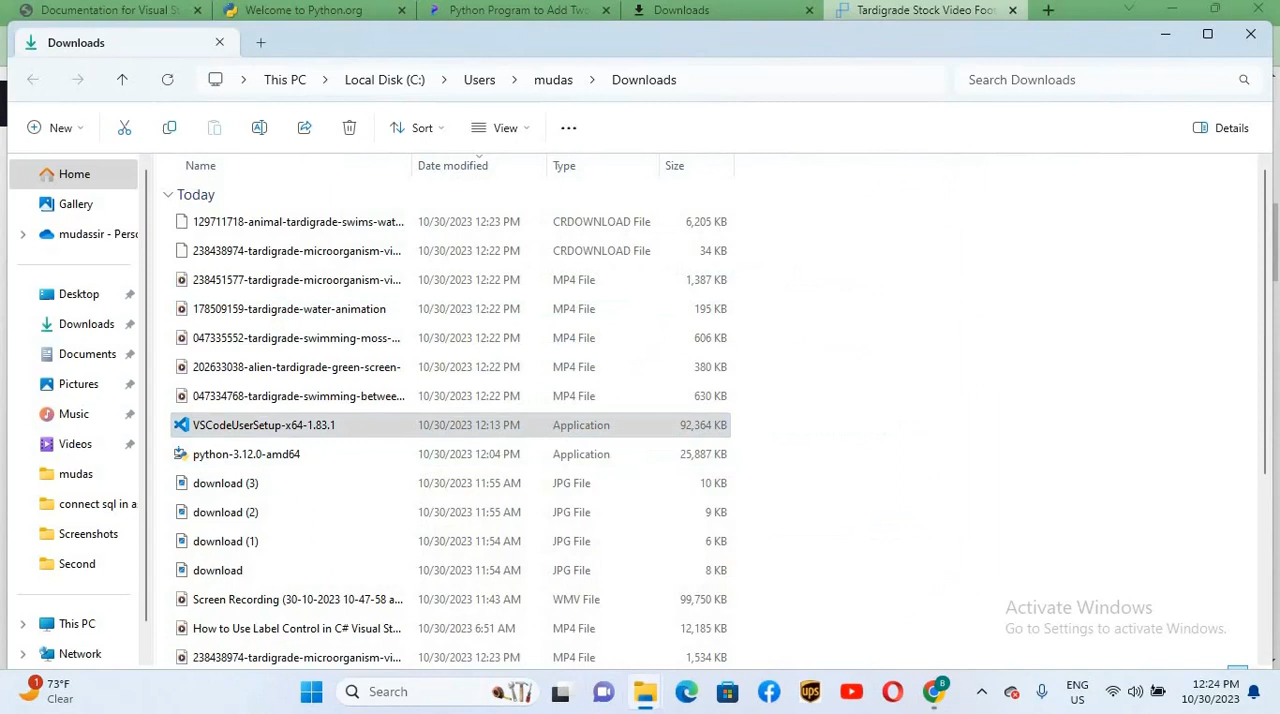 Documentation for Visual St
Welcome to Python.org
Python Program to Add Two
Downloads
Tardigrade Stock Video Foot
Downloads
This PC > Local Disk (C:) > Users > mudas > Downloads
Search Downloads
New
Sort
View
Details
Home
Gallery
mudassir - Perso
Desktop
Downloads
Documents
Pictures
Music
Videos
mudas
connect sql in a
Screenshots
Second
This PC
Network
Name Date modified Type Size
Today
129711718-animal-tardigrade-swims-wat... 10/30/2023 12:23 PM CRDOWNLOAD File 6,205 KB
238438974-tardigrade-microorganism-vi... 10/30/2023 12:22 PM CRDOWNLOAD File 34 KB
238451577-tardigrade-microorganism-vi... 10/30/2023 12:22 PM MP4 File 1,387 KB
178509159-tardigrade-water-animation 10/30/2023 12:22 PM MP4 File 195 KB
047335552-tardigrade-swimming-moss-... 10/30/2023 12:22 PM MP4 File 606 KB
202633038-alien-tardigrade-green-screen- 10/30/2023 12:22 PM MP4 File 380 KB
047334768-tardigrade-swimming-betwee... 10/30/2023 12:22 PM MP4 File 630 KB
VSCodeUserSetup-x64-1.83.1 10/30/2023 12:13 PM Application 92,364 KB
python-3.12.0-amd64 10/30/2023 12:04 PM Application 25,887 KB
download (3) 10/30/2023 11:55 AM JPG File 10 KB
download (2) 10/30/2023 11:55 AM JPG File 9 KB
download (1) 10/30/2023 11:54 AM JPG File 6 KB
download 10/30/2023 11:54 AM JPG File 8 KB
Screen Recording (30-10-2023 10-47-58 a... 10/30/2023 11:43 AM WMV File 99,750 KB
How to Use Label Control in C# Visual St... 10/30/2023 6:51 AM MP4 File 12,185 KB
238438974-tardigrade-microorganism-vi... 10/30/2023 12:23 PM MP4 File 1,534 KB
Activate Windows
Go to Settings to activate Windows.
1
73°F
Clear
Search
ups
B
ENG
US
12:24 PM
10/30/2023